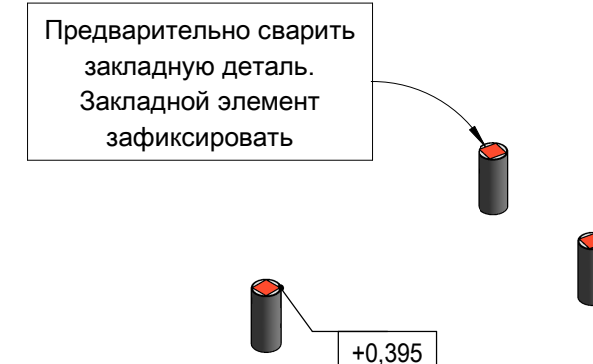 Предварительно сварить
закладную деталь.
Закладной элемент
зафиксировать
+0,395